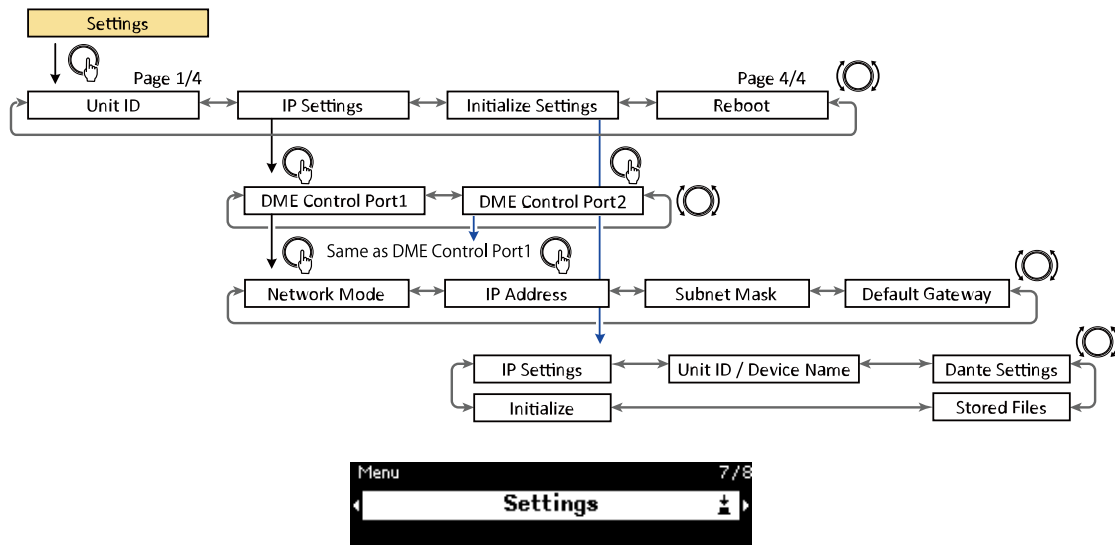 Settings
Page 1/4 Page 4/4
Unit ID IP Settings Initialize Settings Reboot
DME Control Port1 DME Control Port2
Same as DME Control Port1
Network Mode IP Address Subnet Mask Default Gateway
IP Settings Unit ID / Device Name Dante Settings
Initialize Stored Files
Menu 7/8
Settings